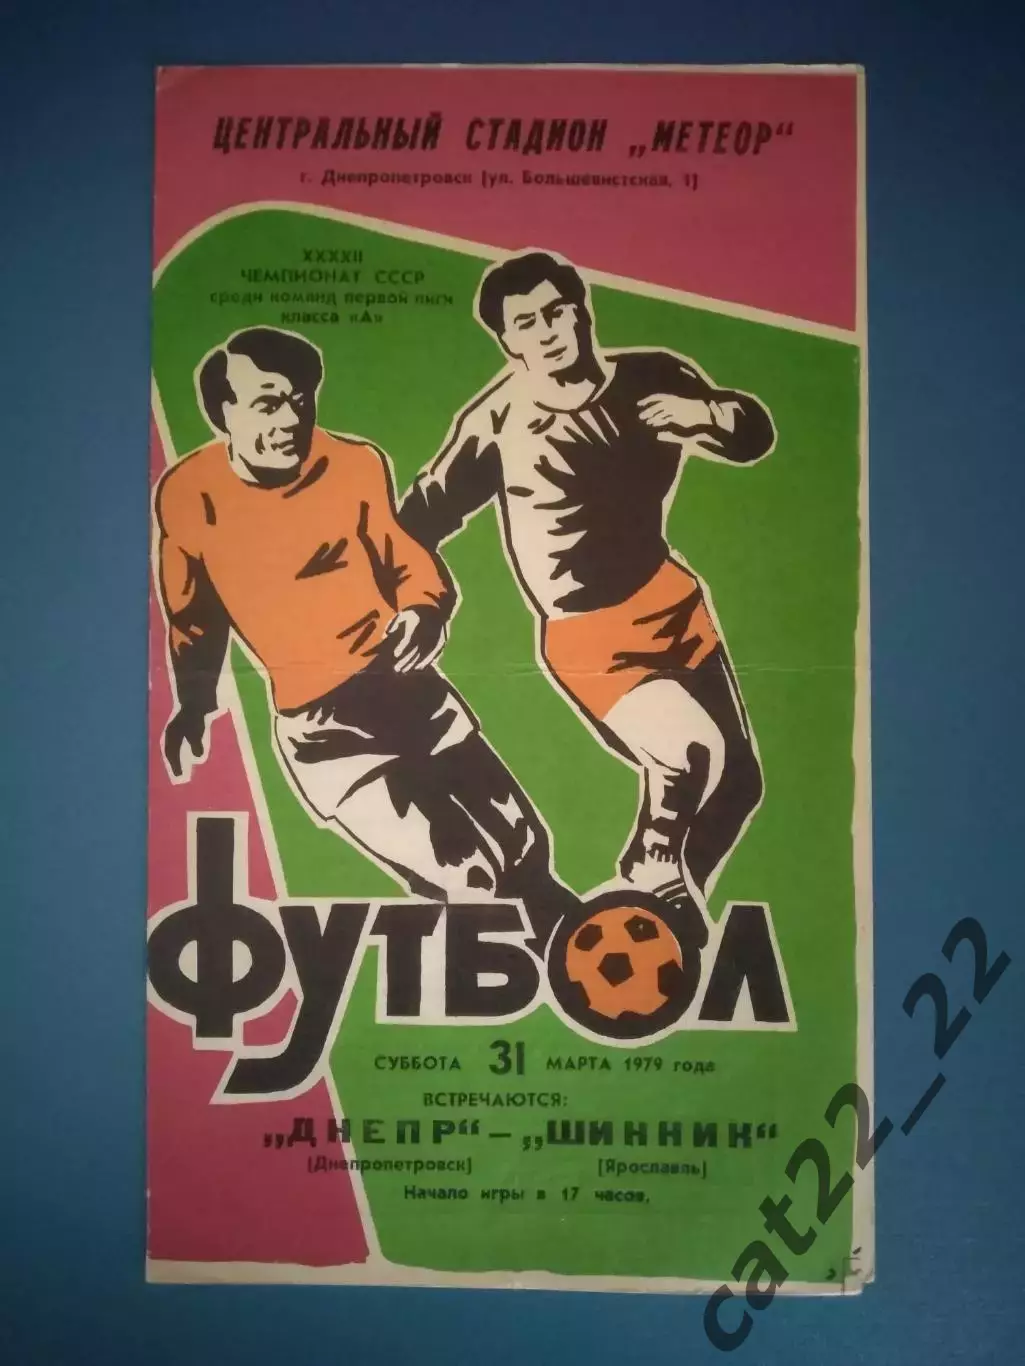 ЦЕНТРАЛЬНЫЙ СТАДИОН „МЕТЕОР“
г. Днепропетровск (ул. Большевистская, 1)
XXXXII
ЧЕМПИОНАТ СССР
среди команд первой лиги
класса «А»
ФУТБОЛ
СУББОТА 31 МАРТА 1979 года
ВСТРЕЧАЮТСЯ:
„ДНЕПР“ — „ШИННИК“
(Днепропетровск) (Ярославль)
Начало игры в 17 часов.
cat22_22